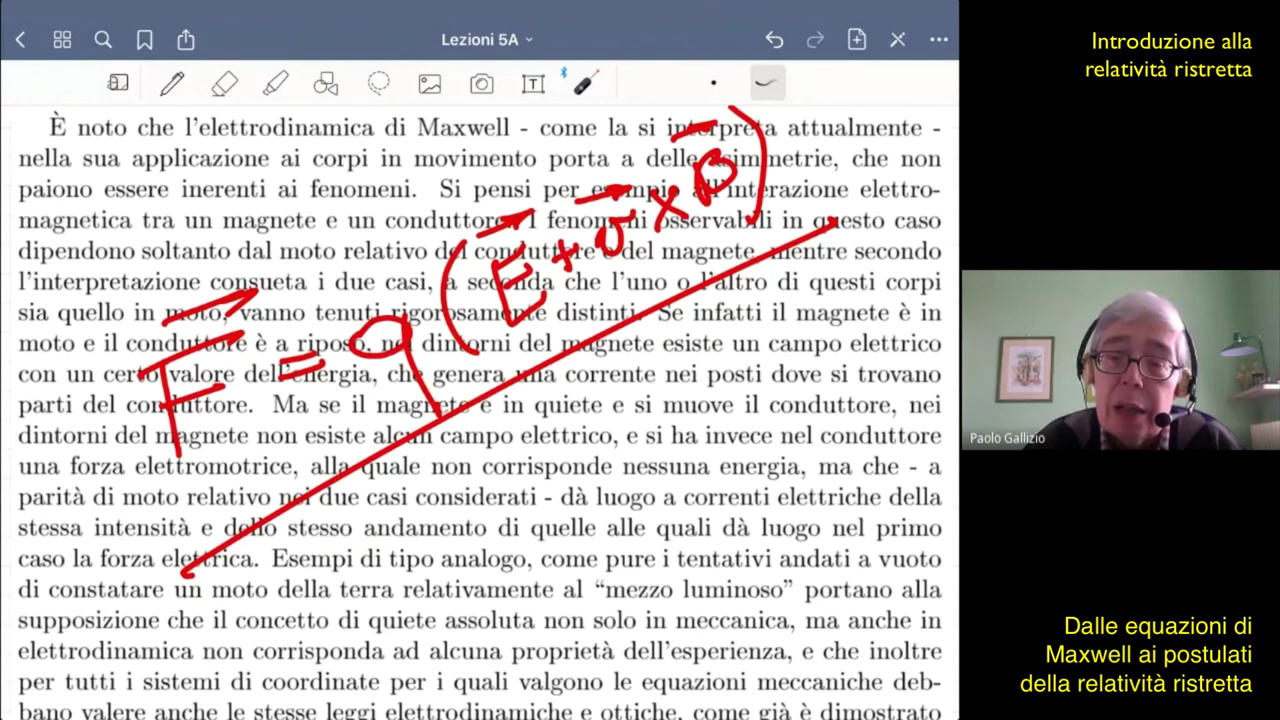 Lezioni 5A
È noto che l'elettrodinamica di Maxwell - come la si interpreta attualmente -
nella sua applicazione ai corpi in movimento porta a delle asimmetrie, che non
paiono essere inerenti ai fenomeni. Si pensi per esempio all'interazione elettro-
magnetica tra un magnete e un conduttore. I fenomeni osservabili in questo caso
dipendono soltanto dal moto relativo del conduttore e del magnete, mentre secondo
l'interpretazione consueta i due casi, a seconda che l'uno o l'altro di questi corpi
sia quello in moto, vanno tenuti rigorosamente distinti. Se infatti il magnete è in
moto e il conduttore è a riposo, nei dintorni del magnete esiste un campo elettrico
con un certo valore dell'energia, che genera una corrente nei posti dove si trovano
parti del conduttore. Ma se il magnete è in quiete e si muove il conduttore, nei
dintorni del magnete non esiste alcun campo elettrico, e si ha invece nel conduttore
una forza elettromotrice, alla quale non corrisponde nessuna energia, ma che - a
parità di moto relativo nei due casi considerati - dà luogo a correnti elettriche della
stessa intensità e dello stesso andamento di quelle alle quali dà luogo nel primo
caso la forza elettrica. Esempi di tipo analogo, come pure i tentativi andati a vuoto
di constatare un moto della terra relativamente al “mezzo luminoso” portano alla
supposizione che il concetto di quiete assoluta non solo in meccanica, ma anche in
elettrodinamica non corrisponda ad alcuna proprietà dell'esperienza, e che inoltre
per tutti i sistemi di coordinate per i quali valgono le equazioni meccaniche deb-
bano valere anche le stesse leggi elettrodinamiche e ottiche, come già è dimostrato
F⃗ = q (E⃗ + v⃗ × B⃗)
Introduzione alla
relatività ristretta
Paolo Gallizio
Dalle equazioni di
Maxwell ai postulati
della relatività ristretta